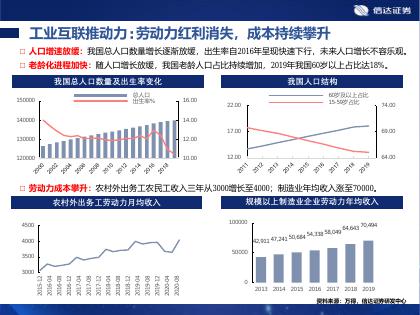 信达证券
工业互联推动力：劳动力红利消失，成本持续攀升
人口增速放缓：我国总人口数量增长逐渐放缓，出生率自2016年呈现快速下行，未来人口增长不容乐观。
老龄化进程加快：随人口增长放缓，我国老龄人口占比持续增加，2019年我国60岁以上占比达18%。
我国总人口数量及出生率变化
我国人口结构
总人口
出生率%
150000
140000
130000
120000
16.00
14.00
12.00
10.00
2000 2002 2004 2006 2008 2010 2012 2014 2016 2018
60岁及以上占比
15-59岁占比
22.00
17.00
12.00
74.00
69.00
64.00
2011 2012 2013 2014 2015 2016 2017 2018 2019
劳动力成本攀升：农村外出务工农民工收入三年从3000增长至4000；制造业年均收入涨至70000。
农村外出务工劳动力月均收入
规模以上制造业企业劳动力年均收入
4500
4000
3500
3000
2015-12 2016-04 2016-08 2016-12 2017-04 2017-08 2017-12 2018-04 2018-08 2018-12 2019-04 2019-08 2019-12 2020-04 2020-08
100000
50000
0
42,911 47,241 50,684 54,338 58,049 64,643 70,494
2013 2014 2015 2016 2017 2018 2019
资料来源：万得，信达证券研发中心